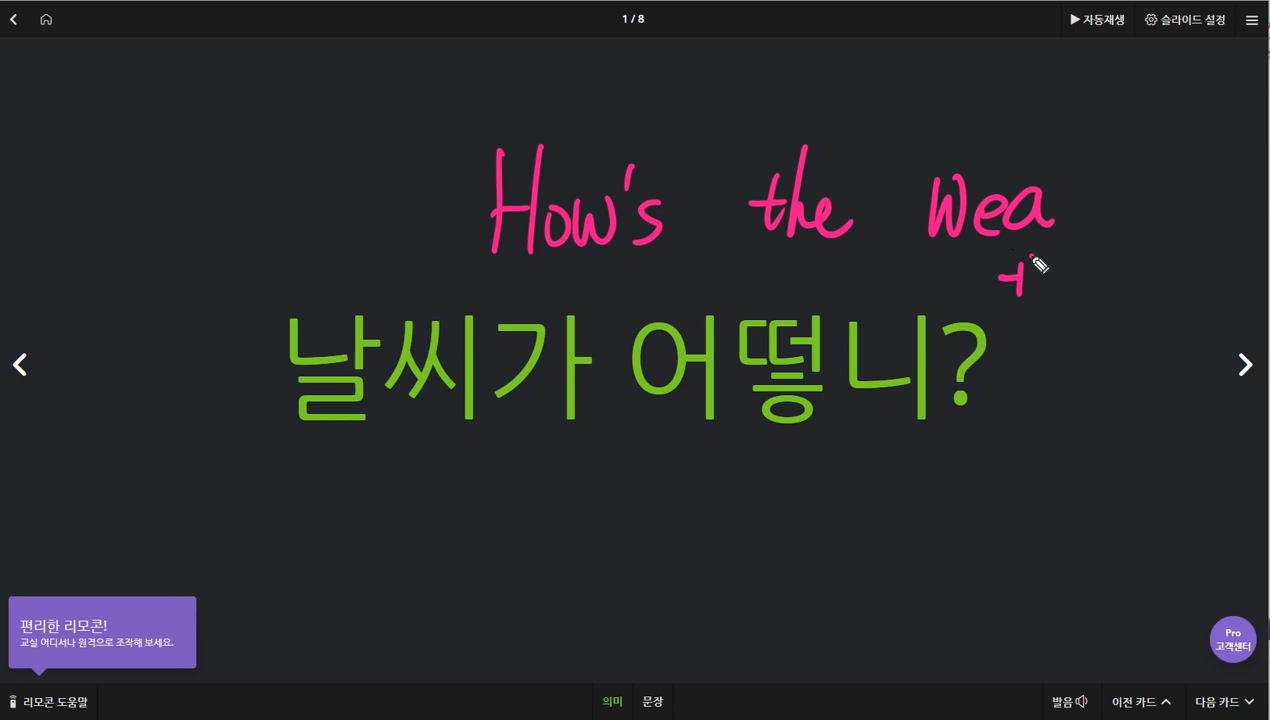 1 / 8
자동재생
슬라이드 설정
How's the Wea
t
날씨가 어떻니?
편리한 리모콘!
교실 어디서나 원격으로 조작해 보세요.
Pro
고객센터
리모콘 도움말
의미
문장
발음
이전 카드
다음 카드